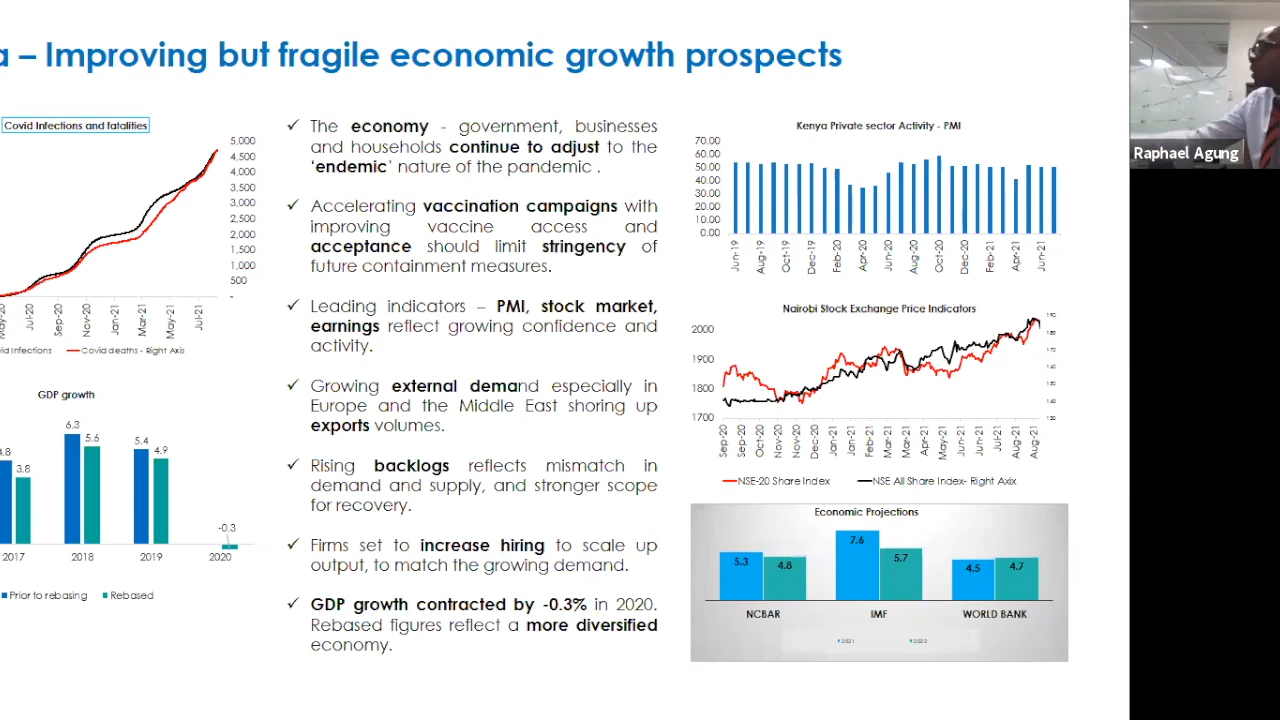 a – Improving but fragile economic growth prospects
Raphael Agung
Covid Infections and fatalities
5,000
4,500
4,000
3,500
3,000
2,500
2,000
1,500
1,000
500
-
May-20 Jul-20 Sep-20 Nov-20 Jan-21 Mar-21 May-21 Jul-21
vid Infections Covid deaths - Right Axis
GDP growth
4.8 3.8 6.3 5.6 5.4 4.9 -0.3
2017 2018 2019 2020
Prior to rebasing Rebased
✓ The economy - government, businesses
and households continue to adjust to the
‘endemic’ nature of the pandemic .
✓ Accelerating vaccination campaigns with
improving vaccine access and
acceptance should limit stringency of
future containment measures.
✓ Leading indicators – PMI, stock market,
earnings reflect growing confidence and
activity.
✓ Growing external demand especially in
Europe and the Middle East shoring up
exports volumes.
✓ Rising backlogs reflects mismatch in
demand and supply, and stronger scope
for recovery.
✓ Firms set to increase hiring to scale up
output, to match the growing demand.
✓ GDP growth contracted by -0.3% in 2020.
Rebased figures reflect a more diversified
economy.
Kenya Private sector Activity - PMI
70.00
60.00
50.00
40.00
30.00
20.00
10.00
0.00
Jun-19 Aug-19 Oct-19 Dec-19 Feb-20 Apr-20 Jun-20 Aug-20 Oct-20 Dec-20 Feb-21 Apr-21 Jun-21
Nairobi Stock Exchange Price Indicators
2000
1900
1800
1700
190
180
170
160
150
140
130
Sep-20 Sep-20 Oct-20 Nov-20 Nov-20 Dec-20 Jan-21 Jan-21 Feb-21 Mar-21 Mar-21 Apr-21 May-21 Jun-21 Jun-21 Jul-21 Aug-21 Aug-21
NSE-20 Share Index NSE All Share Index- Right Axis
Economic Projections
5.3 4.8 7.6 5.7 4.5 4.7
NCBAR IMF WORLD BANK
2021 2022